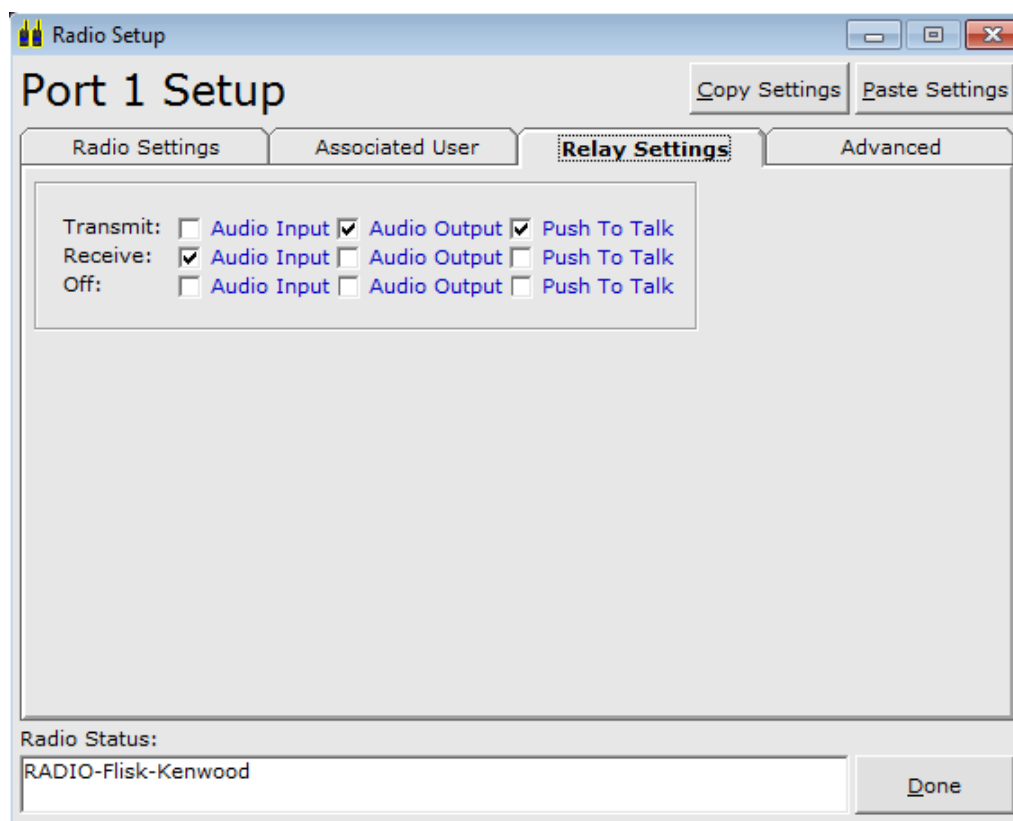 Radio Setup
Port 1 Setup
Copy Settings
Paste Settings
Radio Settings
Associated User
Relay Settings
Advanced
Transmit: Audio Input Audio Output Push To Talk
Receive: Audio Input Audio Output Push To Talk
Off: Audio Input Audio Output Push To Talk
Radio Status:
RADIO-Flisk-Kenwood
Done